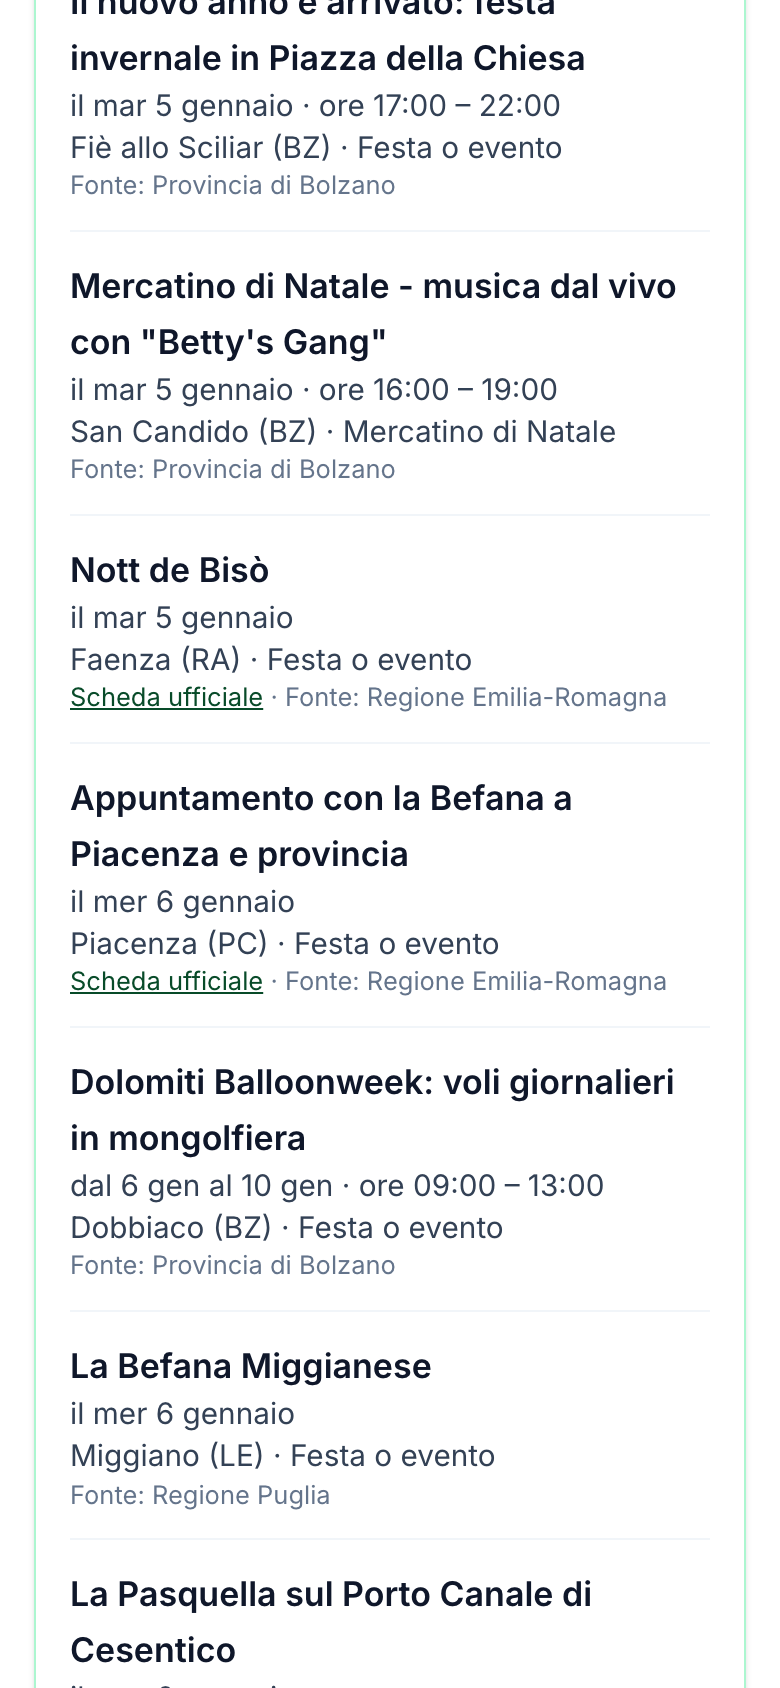 Il nuovo anno è arrivato: festa
invernale in Piazza della Chiesa
il mar 5 gennaio · ore 17:00 – 22:00
Fiè allo Sciliar (BZ) · Festa o evento
Fonte: Provincia di Bolzano
Mercatino di Natale - musica dal vivo
con "Betty's Gang"
il mar 5 gennaio · ore 16:00 – 19:00
San Candido (BZ) · Mercatino di Natale
Fonte: Provincia di Bolzano
Nott de Bisò
il mar 5 gennaio
Faenza (RA) · Festa o evento
Scheda ufficiale · Fonte: Regione Emilia-Romagna
Appuntamento con la Befana a
Piacenza e provincia
il mer 6 gennaio
Piacenza (PC) · Festa o evento
Scheda ufficiale · Fonte: Regione Emilia-Romagna
Dolomiti Balloonweek: voli giornalieri
in mongolfiera
dal 6 gen al 10 gen · ore 09:00 – 13:00
Dobbiaco (BZ) · Festa o evento
Fonte: Provincia di Bolzano
La Befana Miggianese
il mer 6 gennaio
Miggiano (LE) · Festa o evento
Fonte: Regione Puglia
La Pasquella sul Porto Canale di
Cesentico